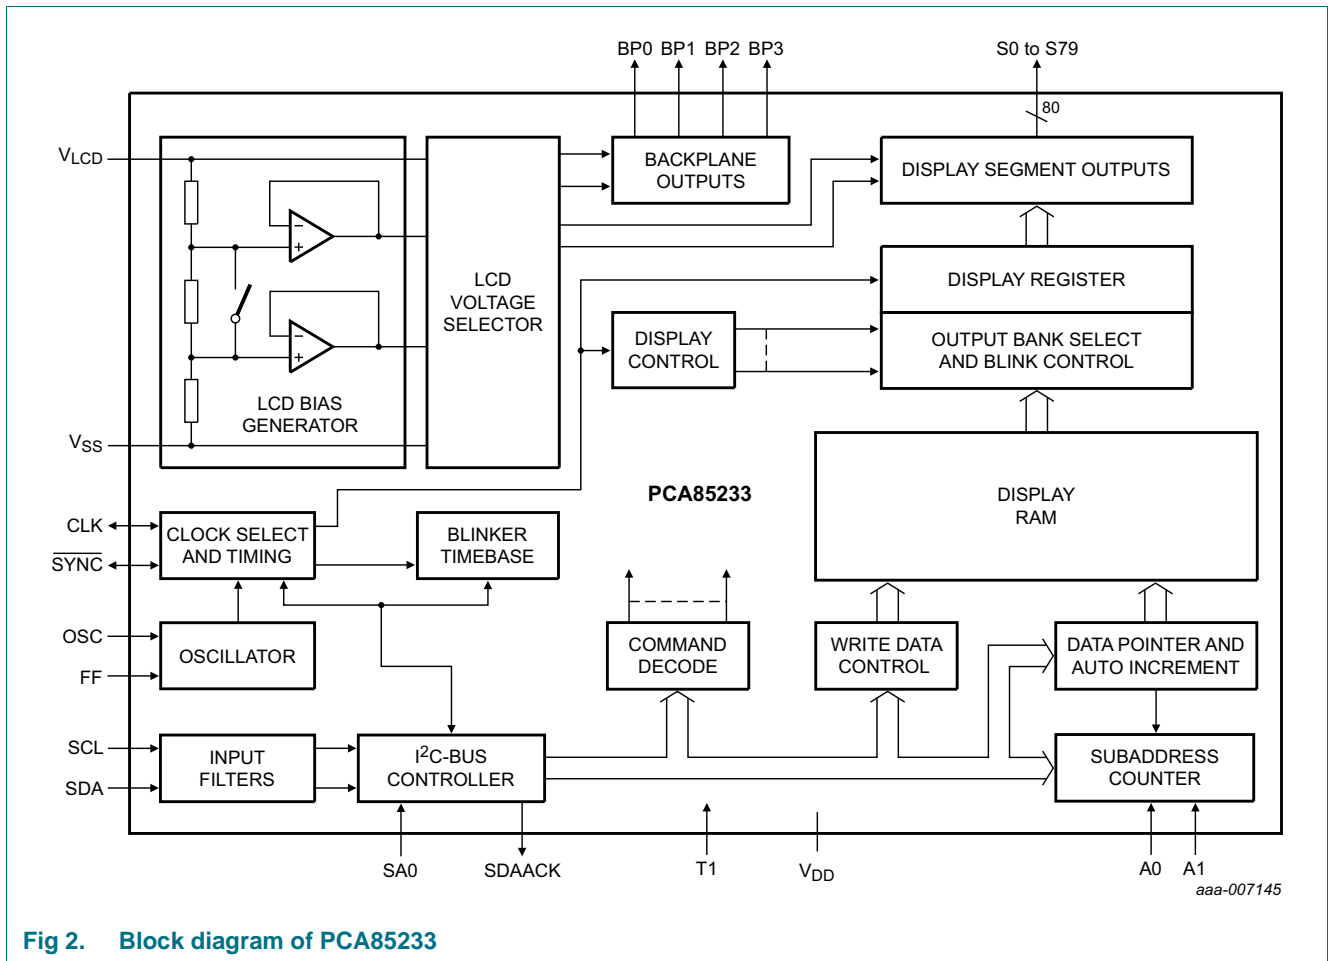 BP0 BP1 BP2 BP3
S0 to S79
80
VLCD
BACKPLANE
OUTPUTS
DISPLAY SEGMENT OUTPUTS
−
+
LCD
VOLTAGE
SELECTOR
DISPLAY REGISTER
−
+
DISPLAY
CONTROL
OUTPUT BANK SELECT
AND BLINK CONTROL
LCD BIAS
GENERATOR
VSS
PCA85233
DISPLAY
RAM
CLK
SYNC
CLOCK SELECT
AND TIMING
BLINKER
TIMEBASE
OSC
FF
OSCILLATOR
COMMAND
DECODE
WRITE DATA
CONTROL
DATA POINTER AND
AUTO INCREMENT
SCL
SDA
INPUT
FILTERS
I2C-BUS
CONTROLLER
SUBADDRESS
COUNTER
SA0
SDAACK
T1
VDD
A0
A1
aaa-007145
Fig 2. Block diagram of PCA85233